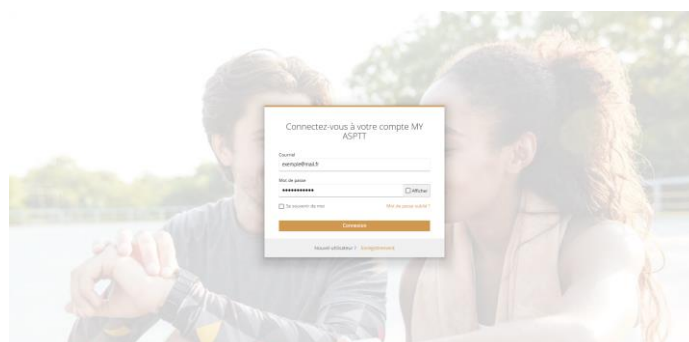 Connectez-vous à votre compte MY
ASPTT
Courriel
exemple@mail.fr
Mot de passe
•••••••••••
Afficher
Se souvenir de moi
Mot de passe oublié ?
Connexion
Nouvel utilisateur ? Enregistrement